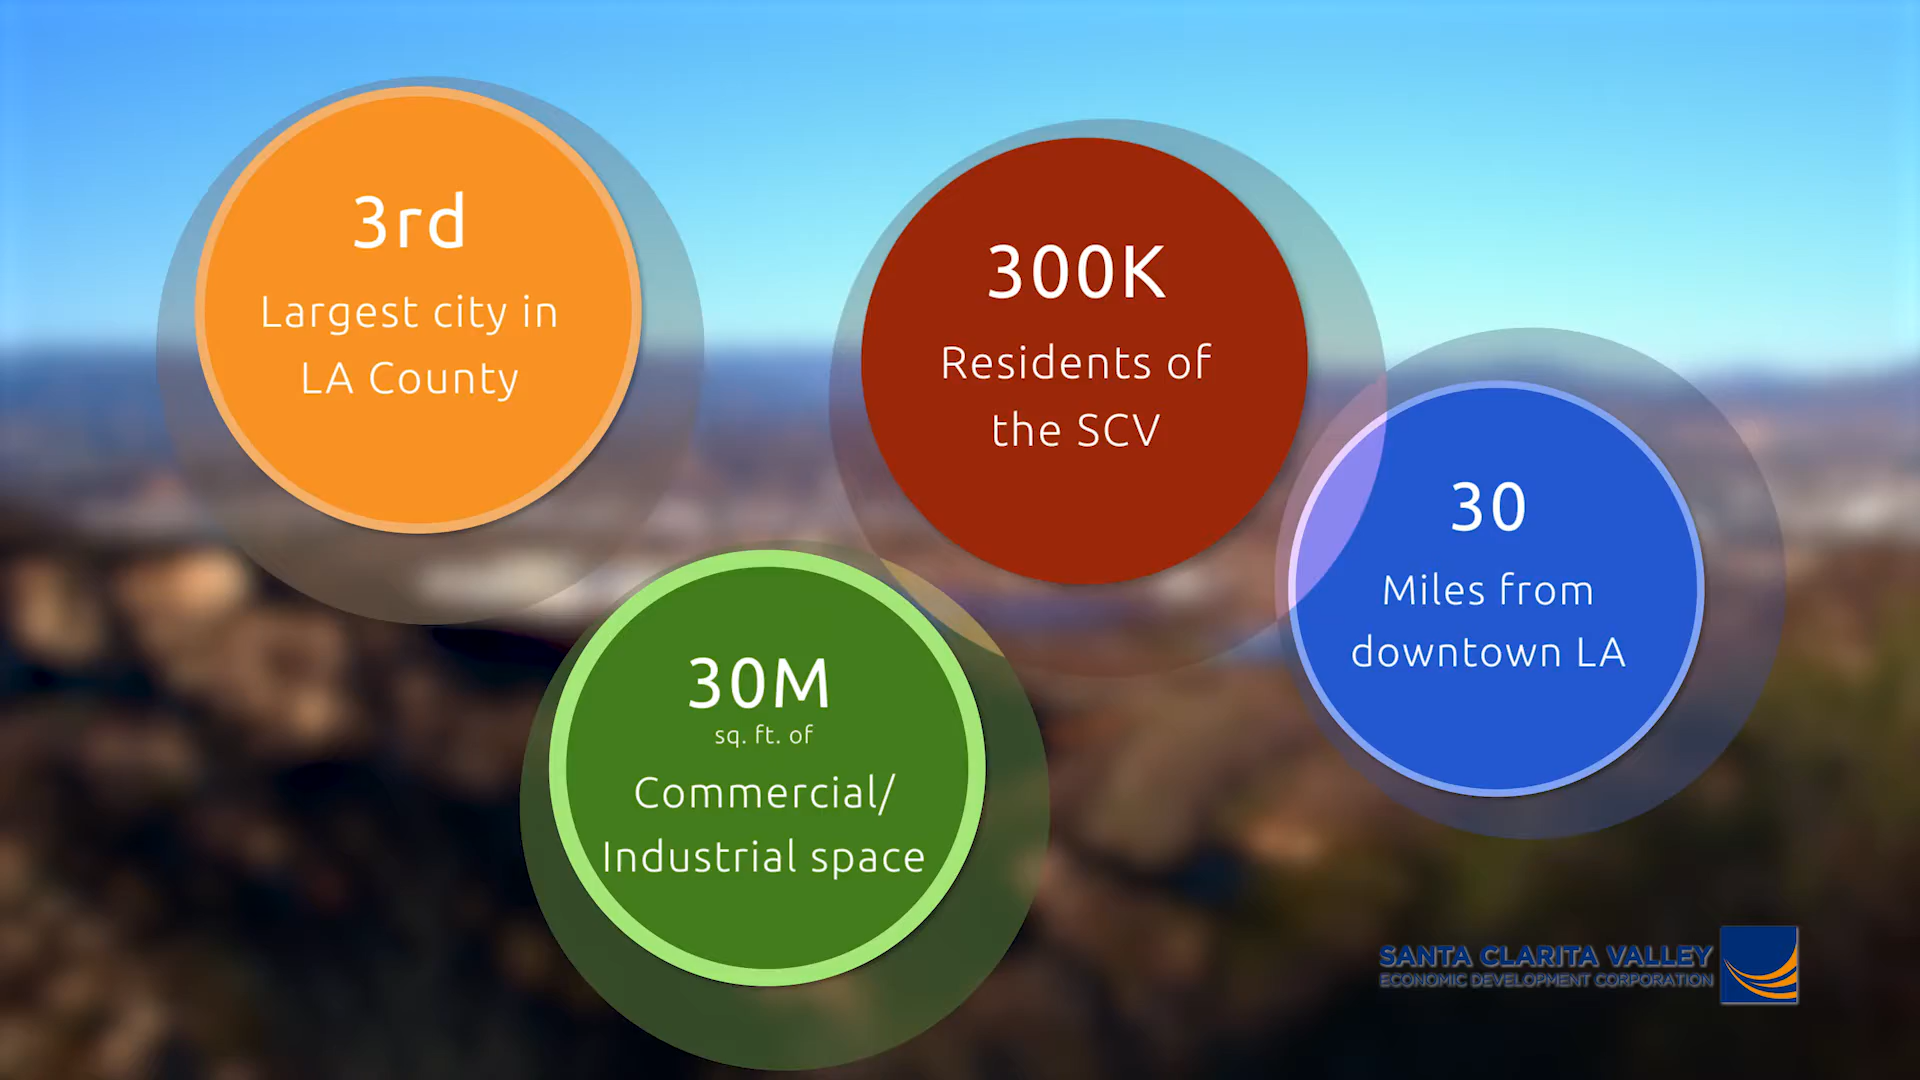 3rd
Largest city in
LA County
300K
Residents of
the SCV
30
Miles from
downtown LA
30M
sq. ft. of
Commercial/
Industrial space
SANTA CLARITA VALLEY
ECONOMIC DEVELOPMENT CORPORATION